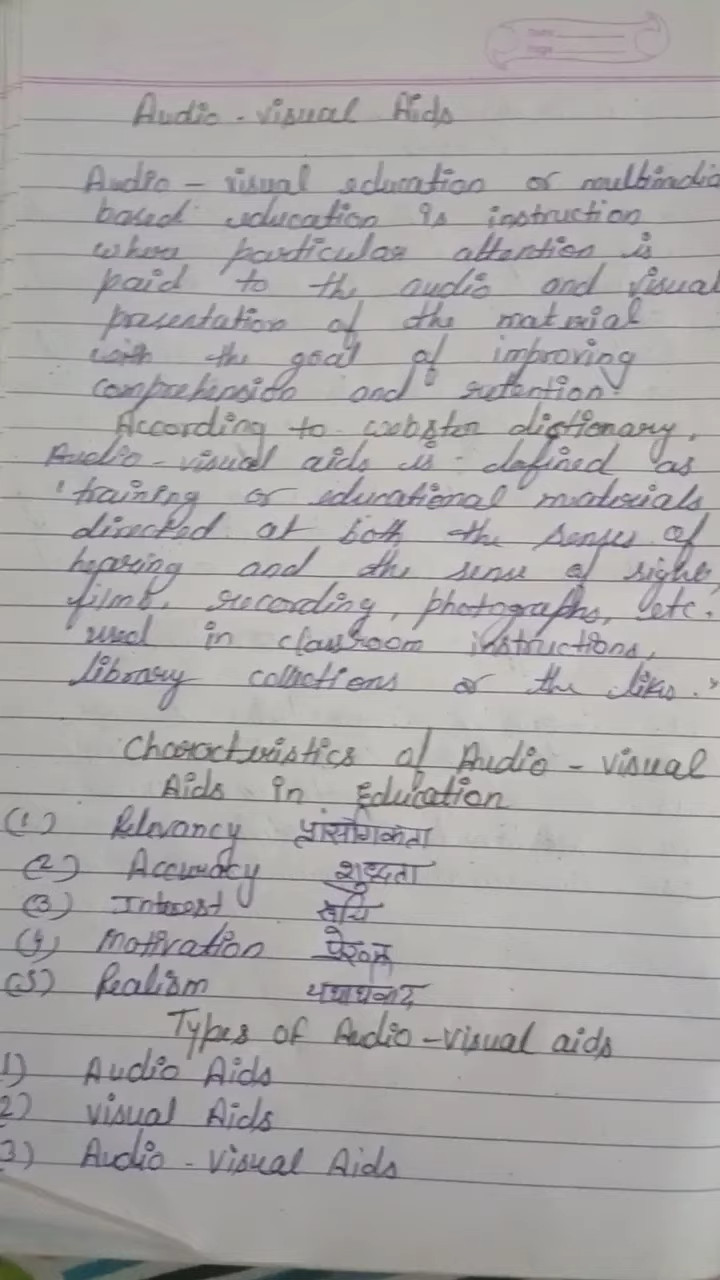 Audio-visual Aids
Audio-visual education or multimedia
based education is instruction
where particular attention is
paid to the audio and visual
presentation of the material
with the goal of improving
comprehension and retention.
According to webster dictionary,
Audio-visual aids is defined as
'training or educational materials
directed at both the senses of
hearing and the sense of sight,
films, recording, photographs, etc.
used in classroom instructions,
library collections or the likes."
Characteristics of Audio-visual
Aids in Education
(1) Relevancy प्रासंगिकता
(2) Accuracy शुद्धता
(3) Interest रूचि
(4) Motivation
(5) Realism
Types of Audio-visual aids
1) Audio Aids
2) visual Aids
3) Audio-visual Aids